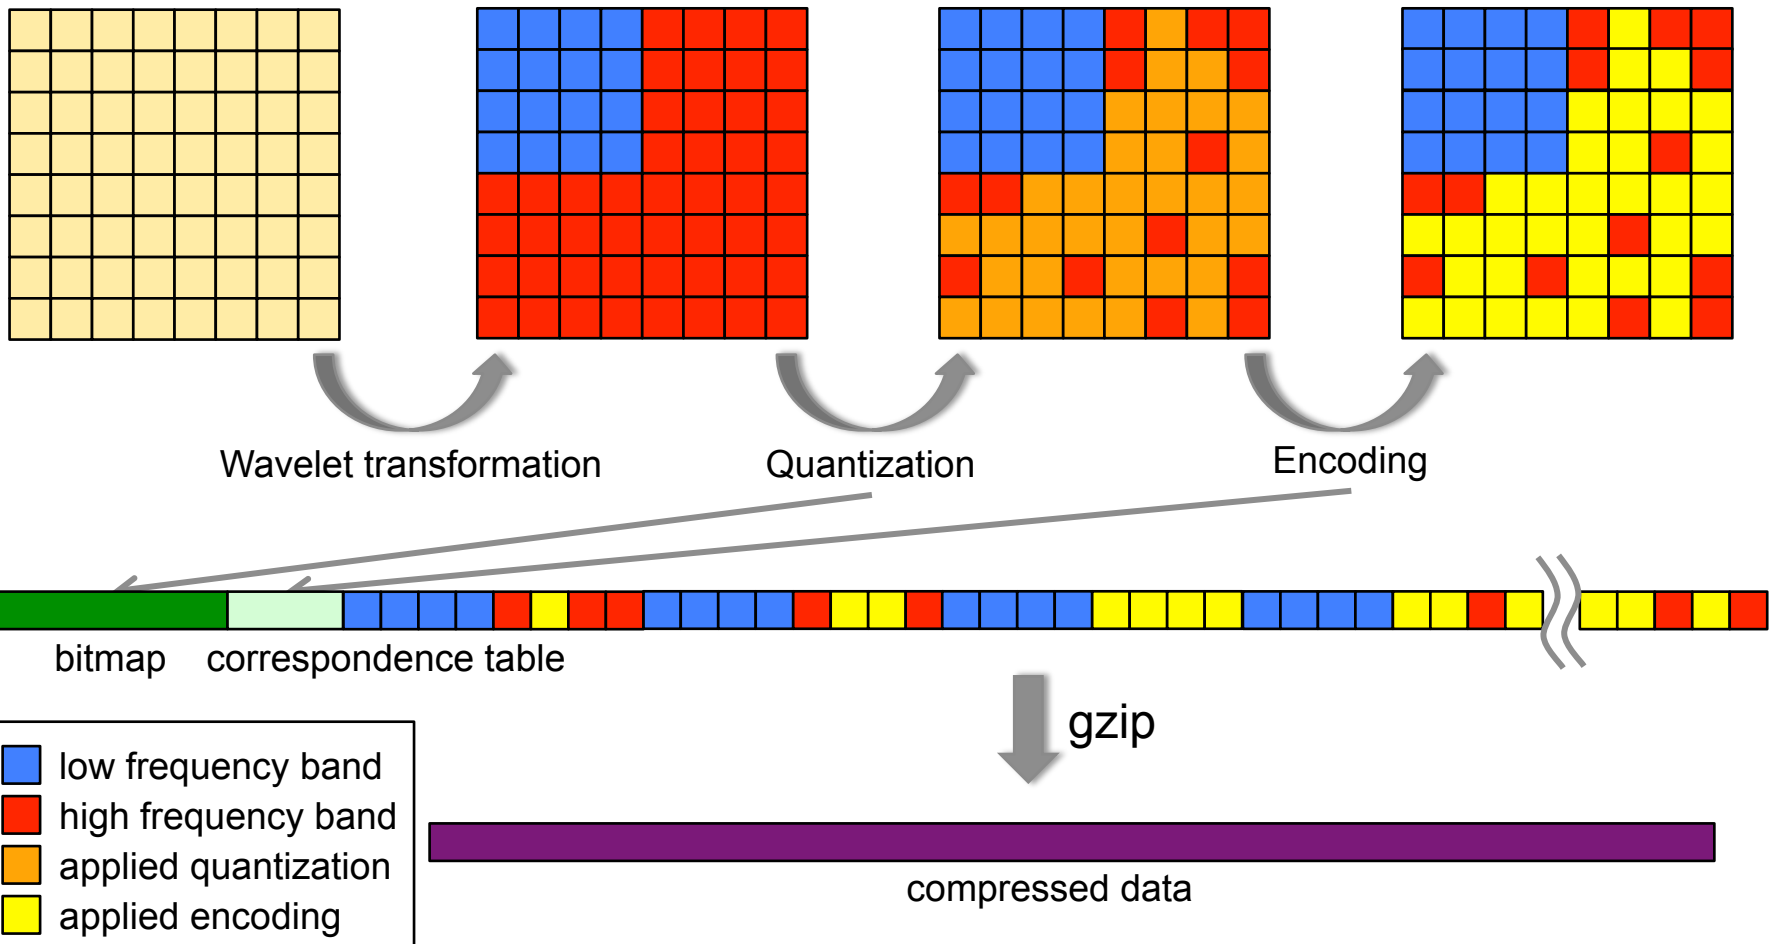 Wavelet transformation
Quantization
Encoding
bitmap
correspondence table
gzip
low frequency band
high frequency band
applied quantization
applied encoding
compressed data